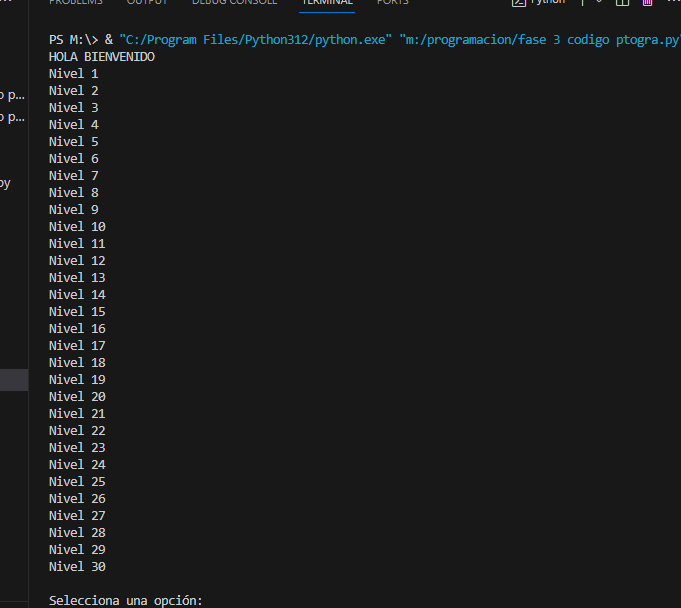 PROBLEMS OUTPUT DEBUG CONSOLE TERMINAL PORTS Python
PS M:\> & "C:/Program Files/Python312/python.exe" "m:/programacion/fase 3 codigo ptogra.py"
HOLA BIENVENIDO
Nivel 1
o p...
Nivel 2
Nivel 3
o p...
Nivel 4
Nivel 5
Nivel 6
Nivel 7
py
Nivel 8
Nivel 9
Nivel 10
Nivel 11
Nivel 12
Nivel 13
Nivel 14
Nivel 15
Nivel 16
Nivel 17
Nivel 18
Nivel 19
Nivel 20
Nivel 21
Nivel 22
Nivel 23
Nivel 24
Nivel 25
Nivel 26
Nivel 27
Nivel 28
Nivel 29
Nivel 30
Selecciona una opción: